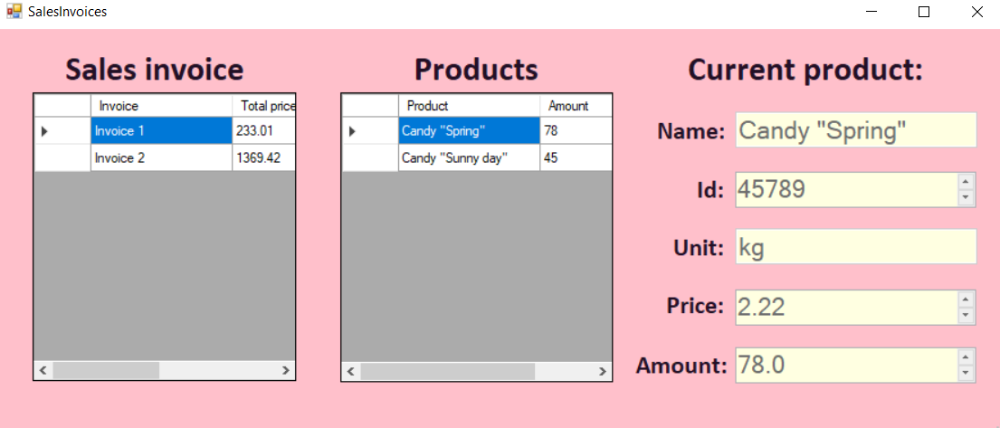 SalesInvoices
Sales invoice
Invoice Total price
Invoice 1 233.01
Invoice 2 1369.42
Products
Product Amount
Candy "Spring" 78
Candy "Sunny day" 45
Current product:
Name: Candy "Spring"
Id: 45789
Unit: kg
Price: 2.22
Amount: 78.0